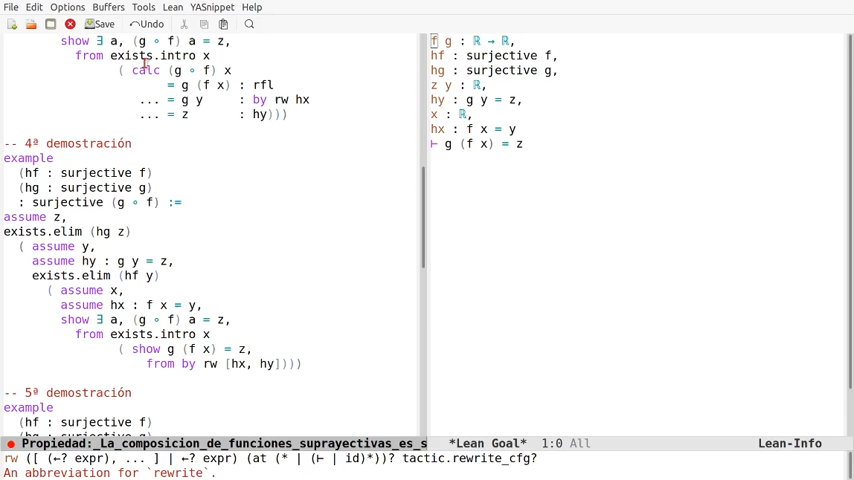 File Edit Options Buffers Tools Lean YASnippet Help
Save Undo
show ∃ a, (g ∘ f) a = z,
from exists.intro x
( calc (g ∘ f) x
= g (f x) : rfl
... = g y : by rw hx
... = z : hy)))
-- 4ª demostración
example
(hf : surjective f)
(hg : surjective g)
: surjective (g ∘ f) :=
assume z,
exists.elim (hg z)
( assume y,
assume hy : g y = z,
exists.elim (hf y)
( assume x,
assume hx : f x = y,
show ∃ a, (g ∘ f) a = z,
from exists.intro x
( show g (f x) = z,
from by rw [hx, hy])))
-- 5ª demostración
example
(hf : surjective f)
(hg : surjective g)
Propiedad:_La_composicion_de_funciones_suprayectivas_es_s
f g : ℝ → ℝ,
hf : surjective f,
hg : surjective g,
z y : ℝ,
hy : g y = z,
x : ℝ,
hx : f x = y
⊢ g (f x) = z
*Lean Goal* 1:0 All Lean-Info
rw ([ (←? expr), ... ] | ←? expr) (at (* | (⊢ | id)*))? tactic.rewrite_cfg?
An abbreviation for `rewrite`.